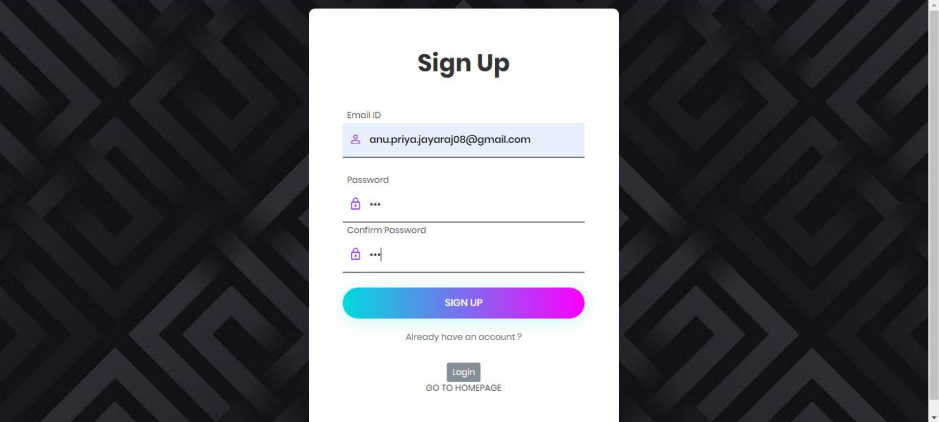 Sign Up
Email ID
anu.priya.jayaraj08@gmail.com
Password
•••
Confirm Password
•••
SIGN UP
Already have an account ?
Login
GO TO HOMEPAGE